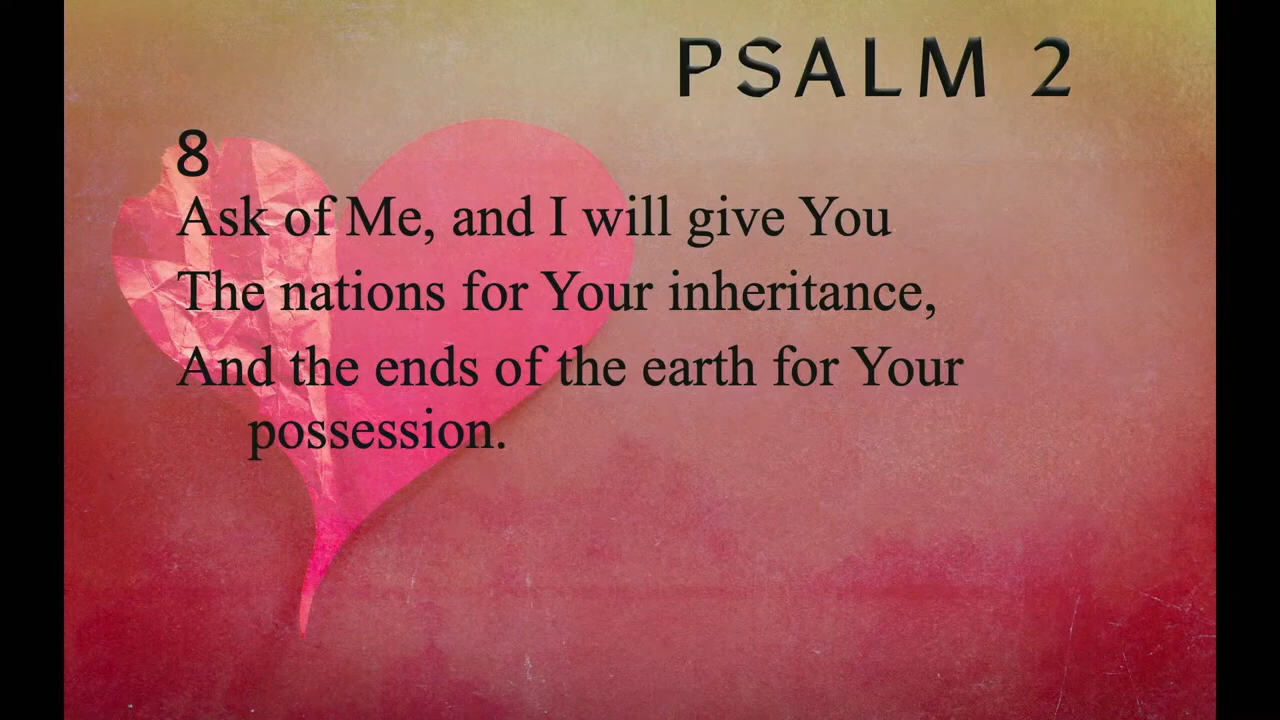 PSALM 2
8
Ask of Me, and I will give You
The nations for Your inheritance,
And the ends of the earth for Your
possession.